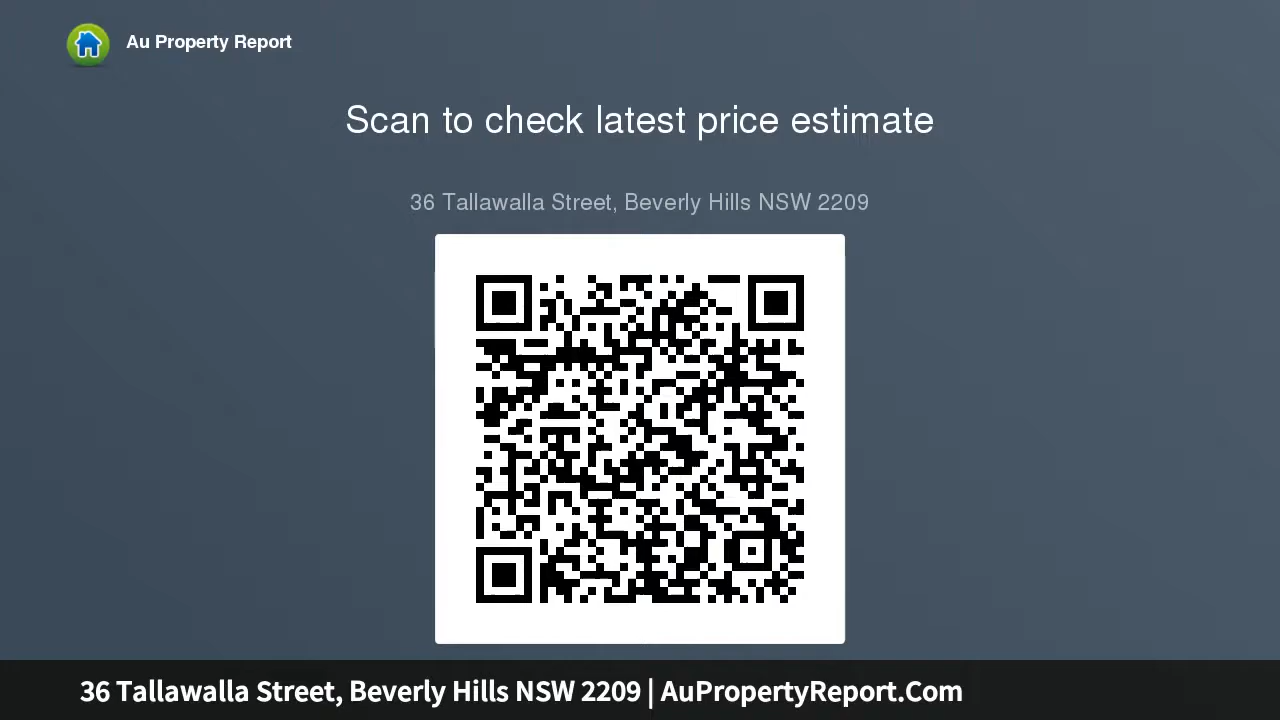 Au Property Report
Scan to check latest price estimate
36 Tallawalla Street, Beverly Hills NSW 2209
36 Tallawalla Street, Beverly Hills NSW 2209 | AuPropertyReport.Com